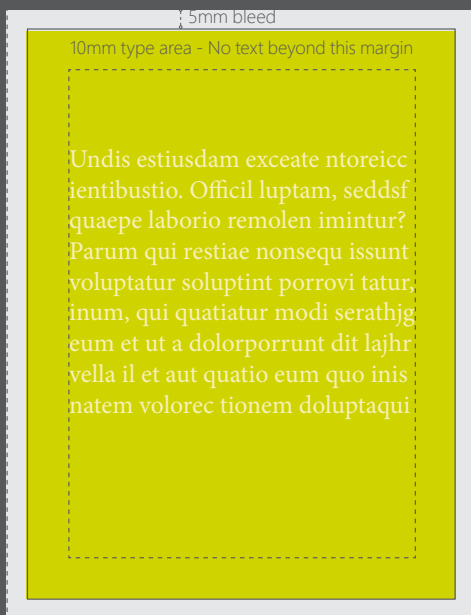 5mm bleed
10mm type area - No text beyond this margin
Undis estiusdam exceate ntoreicc
ientibustio. Officil luptam, seddsf
quaepe laborio remolen imintur?
Parum qui restiae nonsequ issunt
voluptatur soluptint porrovi tatur,
inum, qui quatiatur modi serathjg
eum et ut a dolorporrunt dit lajhr
vella il et aut quatio eum quo inis
natem volorec tionem doluptaqui